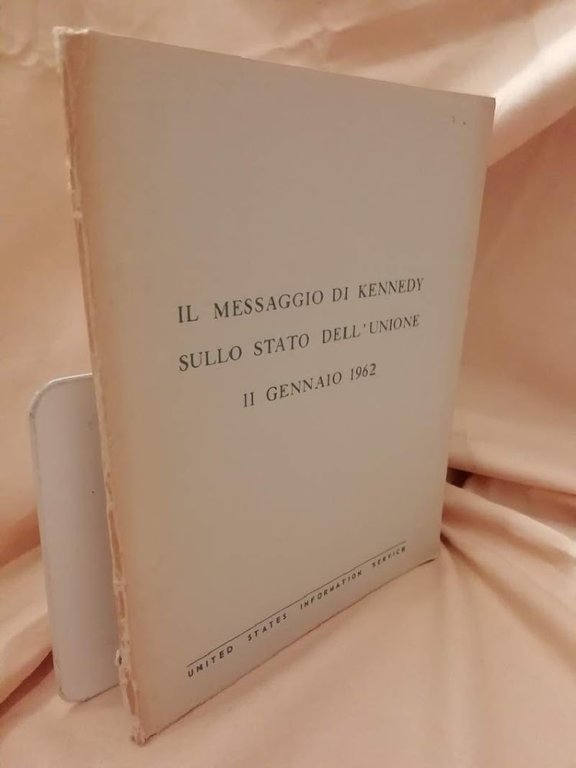 IL MESSAGGIO DI KENNEDY
SULLO STATO DELL'UNIONE
11 GENNAIO 1962
UNITED STATES INFORMATION SERVICE